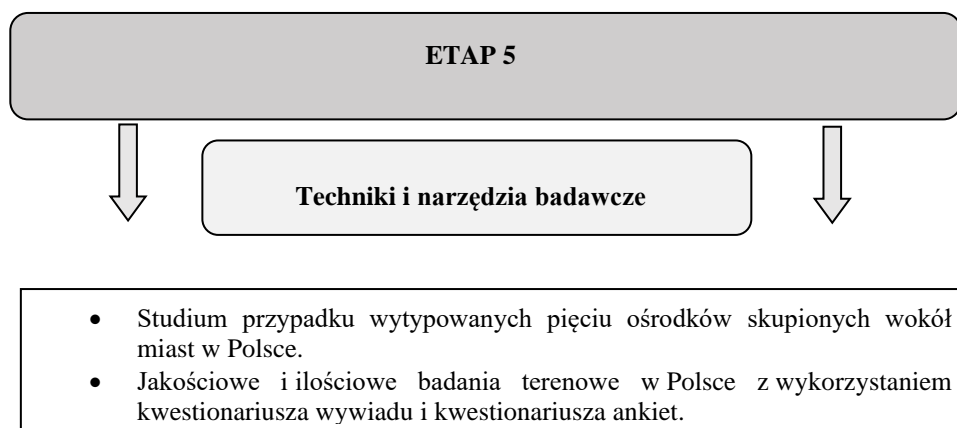 ETAP 5
Techniki i narzędzia badawcze
• Studium przypadku wytypowanych pięciu ośrodków skupionych wokół
miast w Polsce.
• Jakościowe i ilościowe badania terenowe w Polsce z wykorzystaniem
kwestionariusza wywiadu i kwestionariusza ankiet.